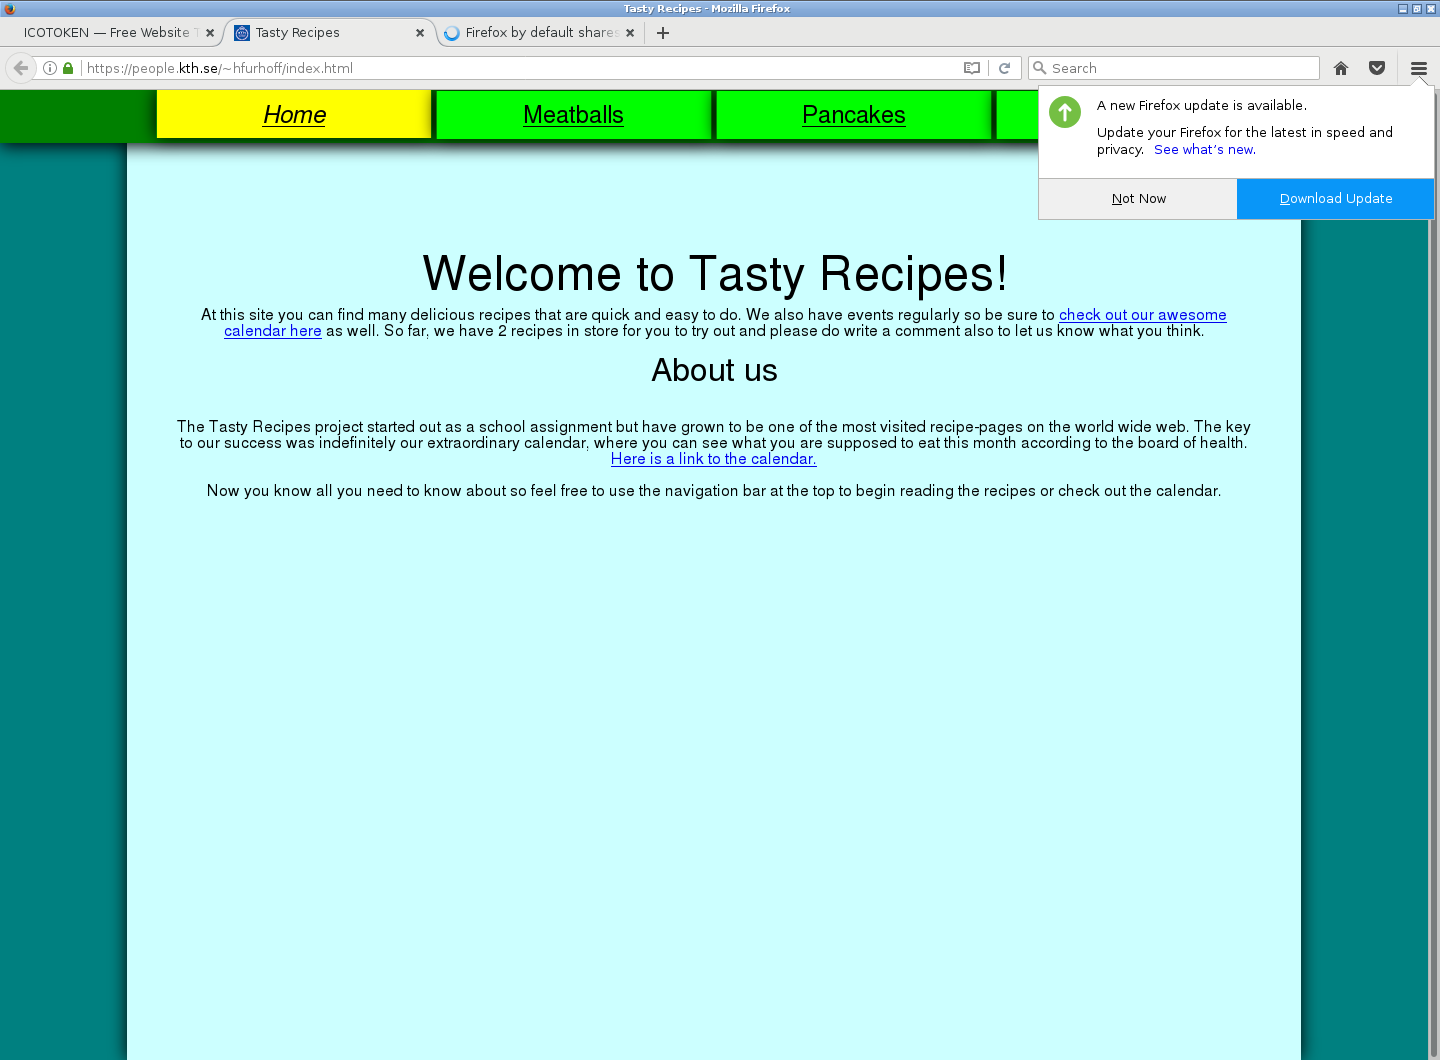 Tasty Recipes - Mozilla Firefox
ICOTOKEN — Free Website
Tasty Recipes
Firefox by default shares
https://people.kth.se/~hfurhoff/index.html
Search
Home
Meatballs
Pancakes
A new Firefox update is available.
Update your Firefox for the latest in speed and
privacy. See what's new.
Not Now
Download Update
Welcome to Tasty Recipes!
At this site you can find many delicious recipes that are quick and easy to do. We also have events regularly so be sure to check out our awesome
calendar here as well. So far, we have 2 recipes in store for you to try out and please do write a comment also to let us know what you think.
About us
The Tasty Recipes project started out as a school assignment but have grown to be one of the most visited recipe-pages on the world wide web. The key
to our success was indefinitely our extraordinary calendar, where you can see what you are supposed to eat this month according to the board of health.
Here is a link to the calendar.
Now you know all you need to know about so feel free to use the navigation bar at the top to begin reading the recipes or check out the calendar.